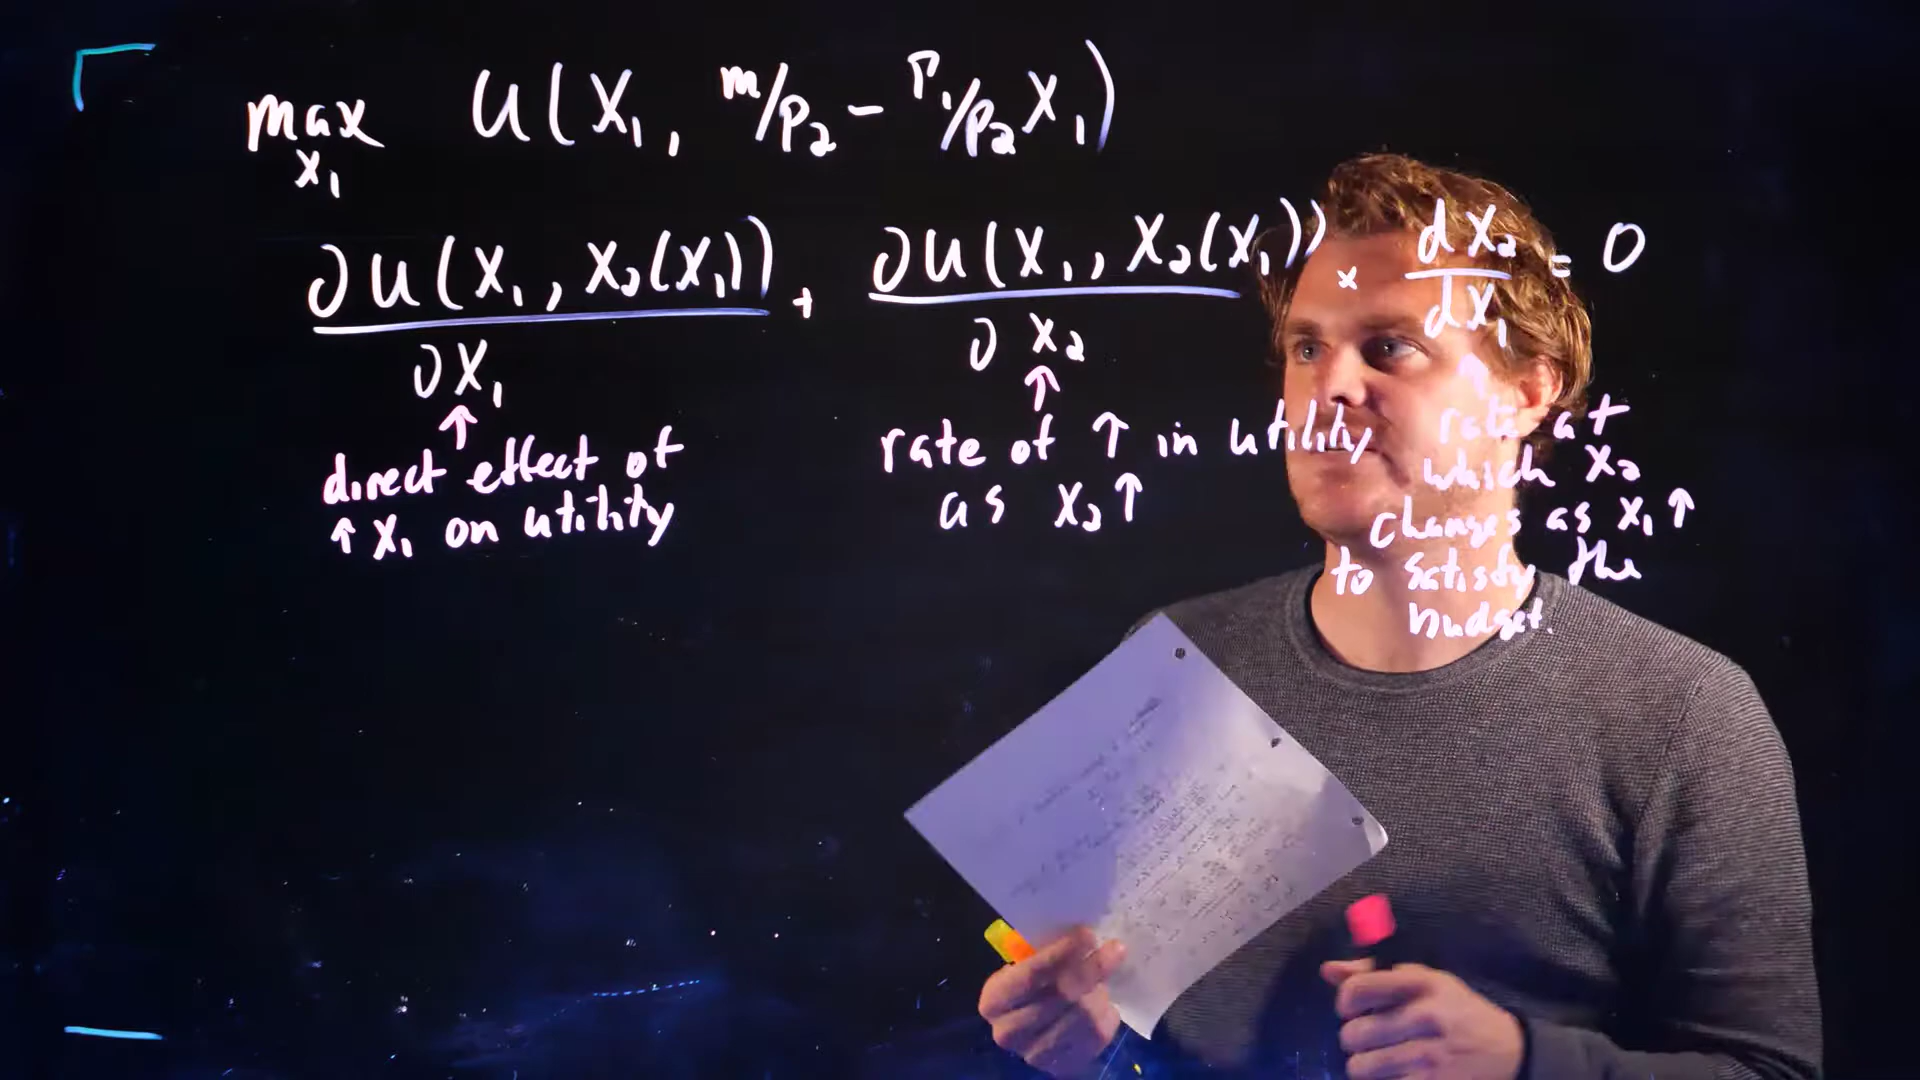 max U(X₁, m/p₂ - p₁/p₂ X₁)
X₁
∂U(X₁, X₂(X₁)) + ∂U(X₁, X₂(X₁)) × dX₂ = 0
∂X₁ ∂X₂ dX₁
↑ ↑ ↑
direct effect of
↑ X₁ on utility
rate of ↑ in utility
as X₂ ↑
rate at
which X₂
changes as X₁ ↑
to satisfy the
budget.